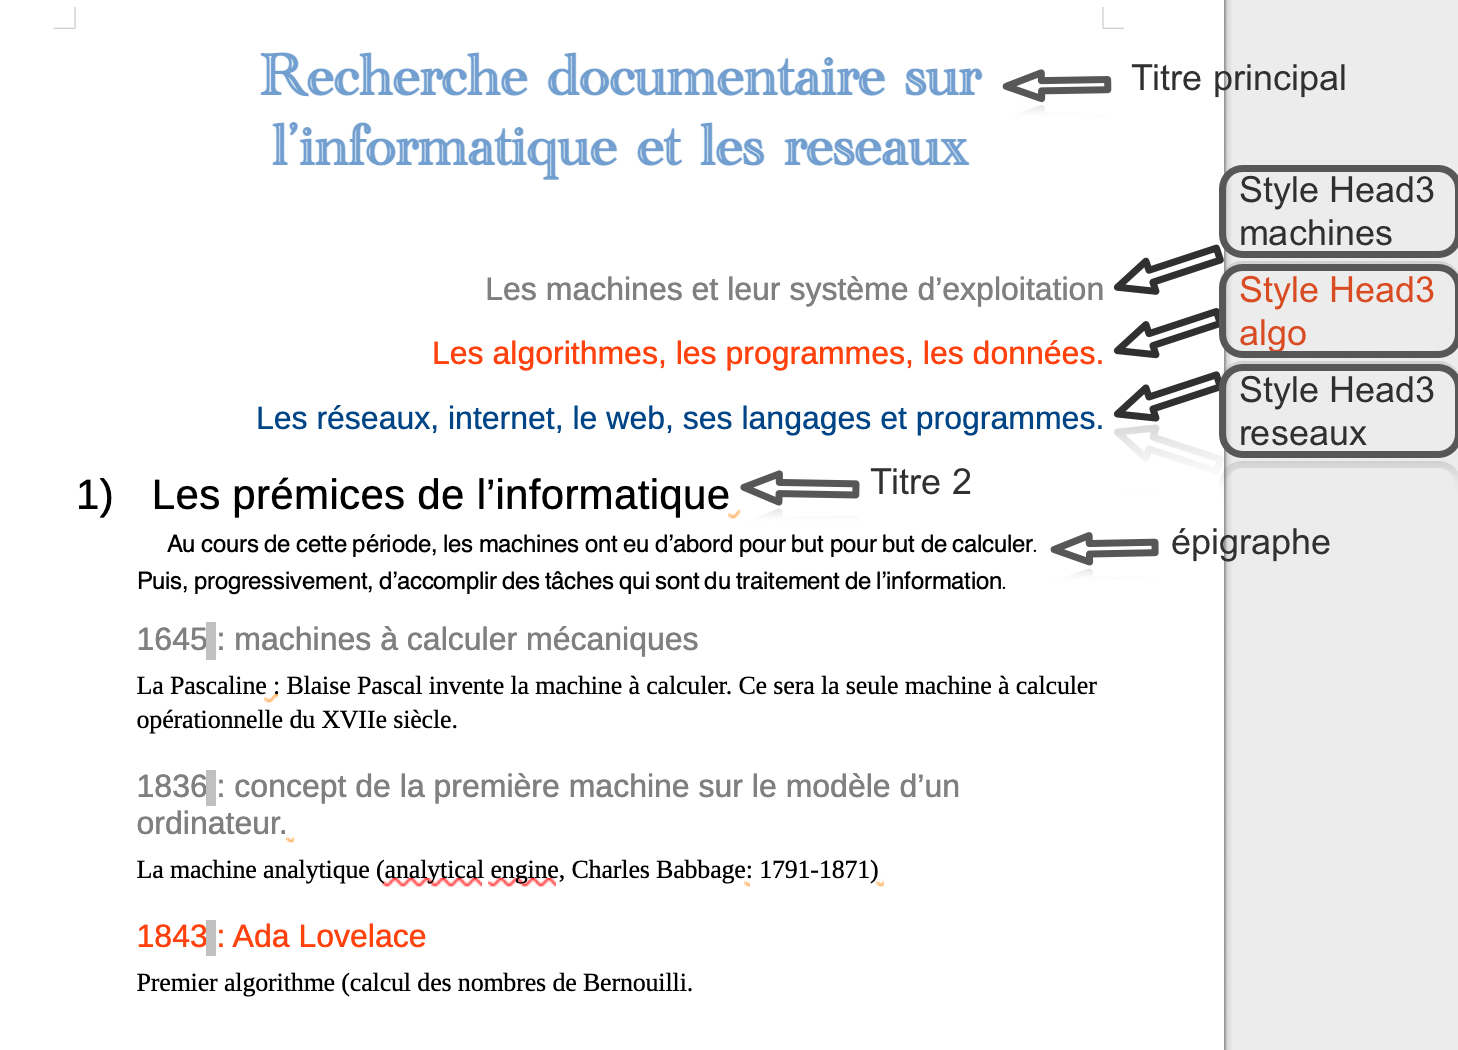 Recherche documentaire sur
Titre principal
l’informatique et les reseaux
Style Head3
machines
Les machines et leur système d’exploitation
Style Head3
algo
Les algorithmes, les programmes, les données.
Style Head3
reseaux
Les réseaux, internet, le web, ses langages et programmes.
1) Les prémices de l’informatique
Titre 2
Au cours de cette période, les machines ont eu d’abord pour but pour but de calculer.
épigraphe
Puis, progressivement, d’accomplir des tâches qui sont du traitement de l’information.
1645 : machines à calculer mécaniques
La Pascaline : Blaise Pascal invente la machine à calculer. Ce sera la seule machine à calculer
opérationnelle du XVIIe siècle.
1836 : concept de la première machine sur le modèle d’un
ordinateur.
La machine analytique (analytical engine, Charles Babbage: 1791-1871)
1843 : Ada Lovelace
Premier algorithme (calcul des nombres de Bernouilli.